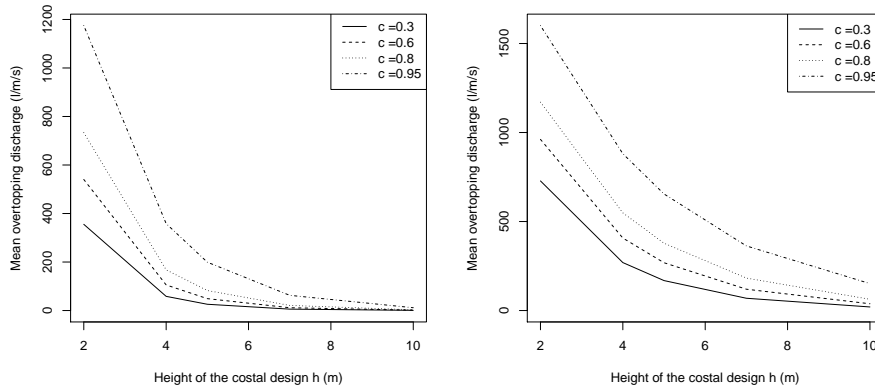 c =0.3
c =0.6
c =0.8
c =0.95
Mean overtopping discharge (l/m/s)
0
200
400
600
800
1000
1200
2
4
6
8
10
Height of the costal design h (m)
c =0.3
c =0.6
c =0.8
c =0.95
Mean overtopping discharge (l/m/s)
0
500
1000
1500
2
4
6
8
10
Height of the costal design h (m)